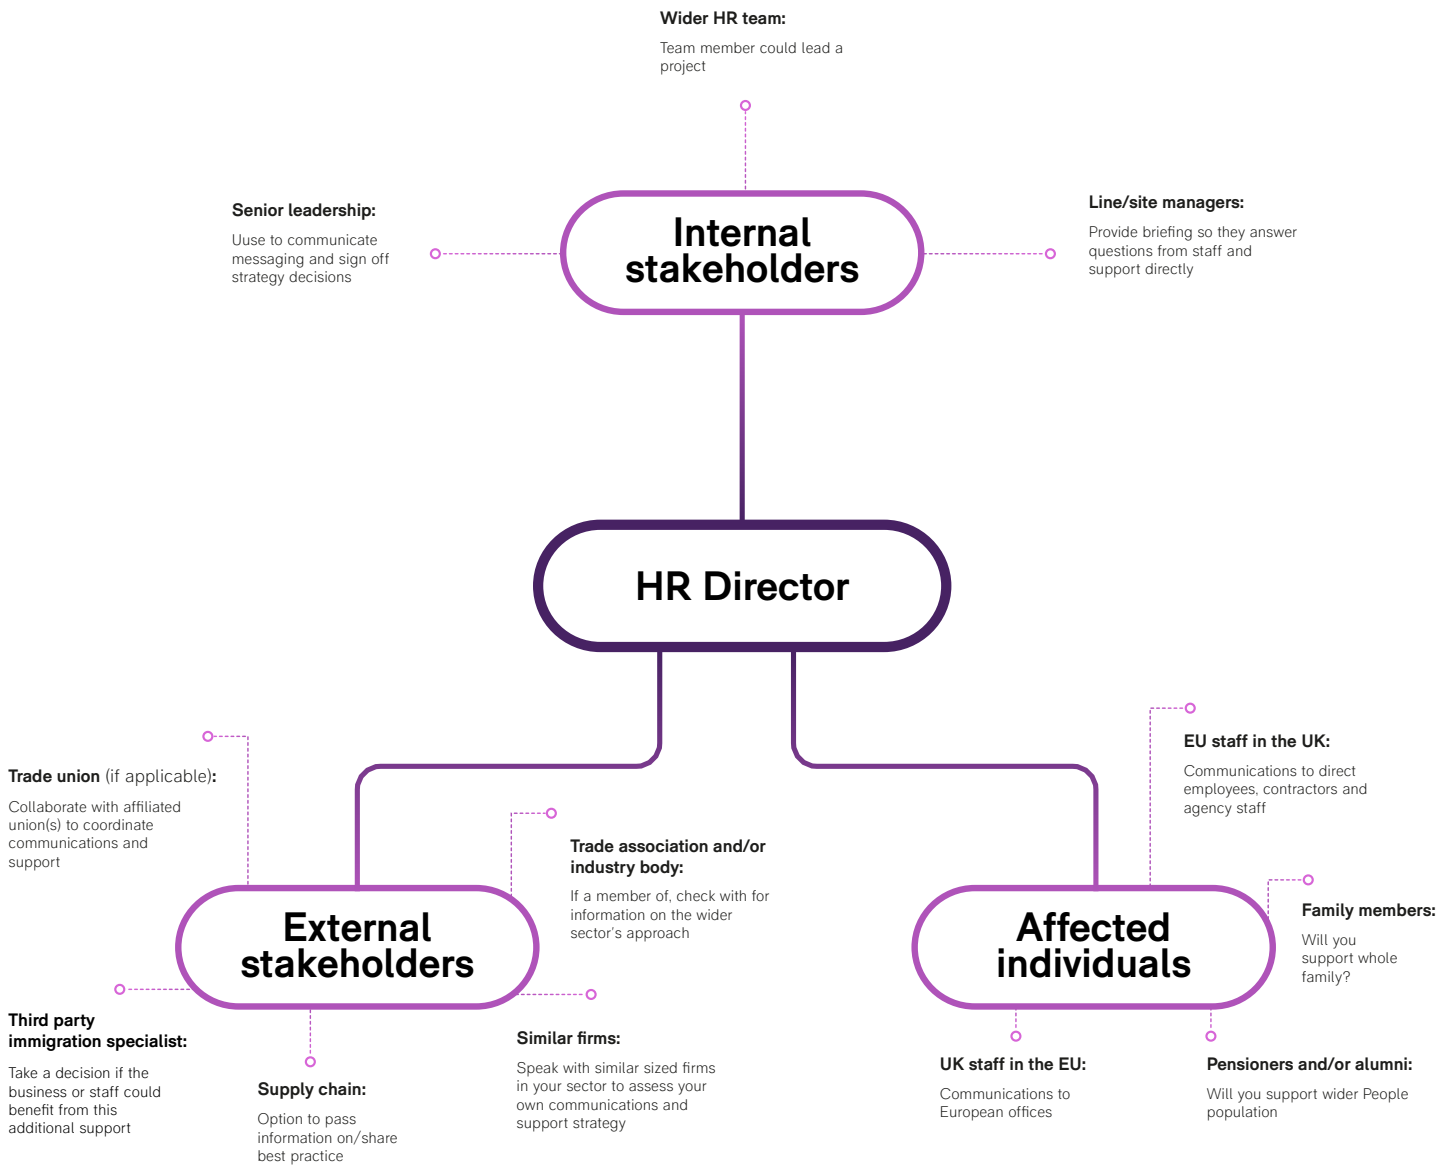 Wider HR team:
Team member could lead a
project
Senior leadership:
Uuse to communicate
messaging and sign off
strategy decisions
Internal
stakeholders
Line/site managers:
Provide briefing so they answer
questions from staff and
support directly
HR Director
Trade union (if applicable):
Collaborate with affiliated
union(s) to coordinate
communications and
support
Trade association and/or
industry body:
If a member of, check with for
information on the wider
sector's approach
External
stakeholders
Third party
immigration specialist:
Take a decision if the
business or staff could
benefit from this
additional support
Supply chain:
Option to pass
information on/share
best practice
Similar firms:
Speak with similar sized firms
in your sector to assess your
own communications and
support strategy
EU staff in the UK:
Communications to direct
employees, contractors and
agency staff
Affected
individuals
Family members:
Will you
support whole
family?
UK staff in the EU:
Communications to
European offices
Pensioners and/or alumni:
Will you support wider People
population